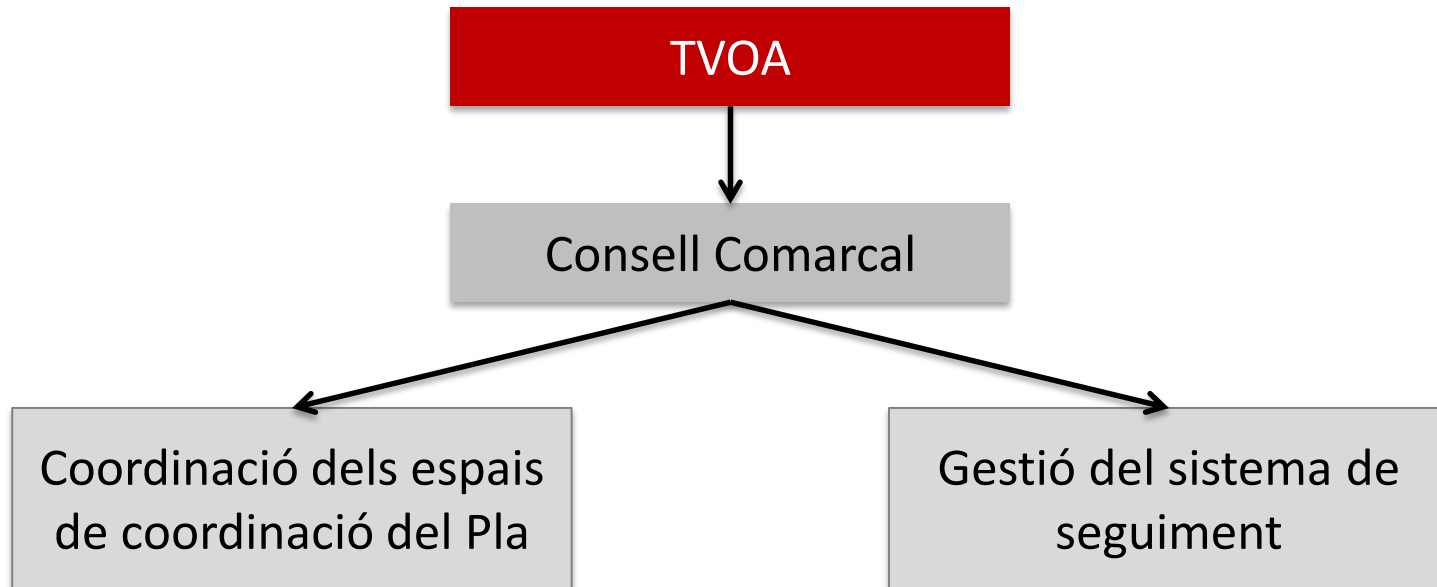 TVOA
Consell Comarcal
Coordinació dels espais
de coordinació del Pla
Gestió del sistema de
seguiment